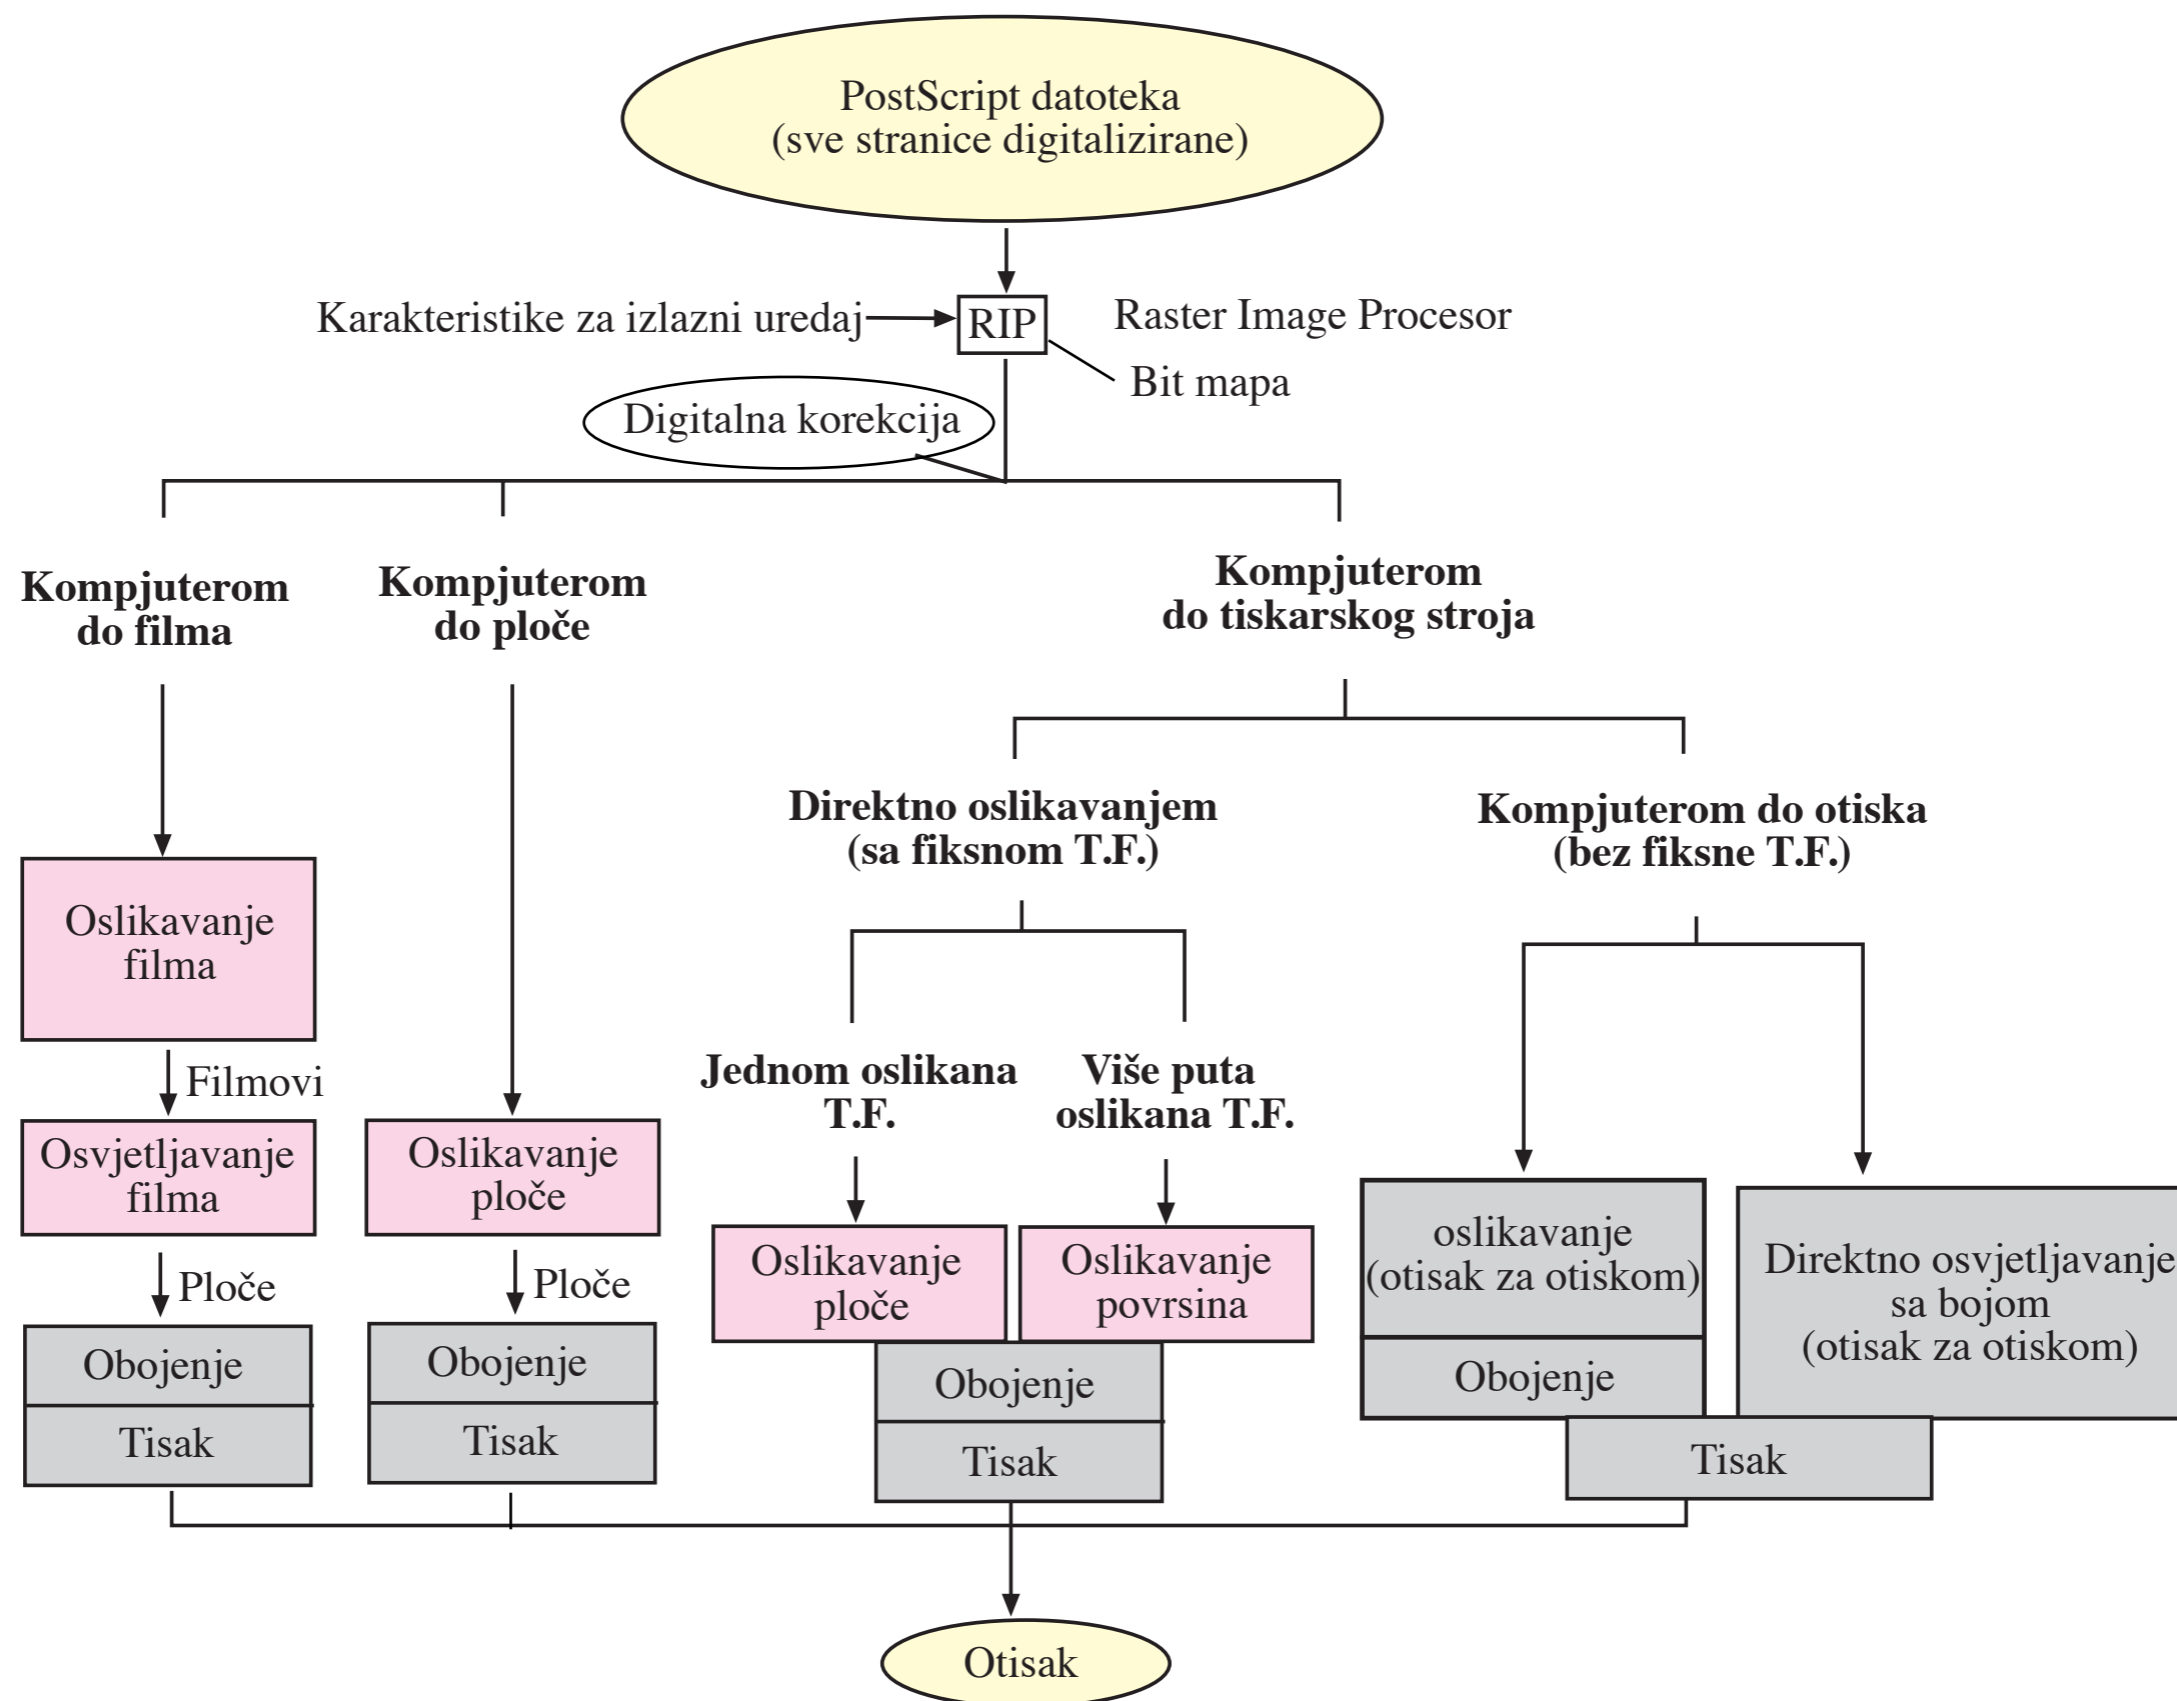 PostScript datoteka
(sve stranice digitalizirane)
Karakteristike za izlazni uredaj
RIP
Raster Image Procesor
Bit mapa
Digitalna korekcija
Kompjuterom
do filma
Kompjuterom
do ploče
Kompjuterom
do tiskarskog stroja
Direktno oslikavanjem
(sa fiksnom T.F.)
Kompjuterom do otiska
(bez fiksne T.F.)
Oslikavanje
filma
Filmovi
Jednom oslikana
T.F.
Više puta
oslikana T.F.
Osvjetljavanje
filma
Oslikavanje
ploče
Oslikavanje
ploče
Oslikavanje
povrsina
oslikavanje
(otisak za otiskom)
Obojenje
Direktno osvjetljavanje
sa bojom
(otisak za otiskom)
Ploče
Ploče
Obojenje
Tisak
Obojenje
Tisak
Obojenje
Tisak
Tisak
Otisak